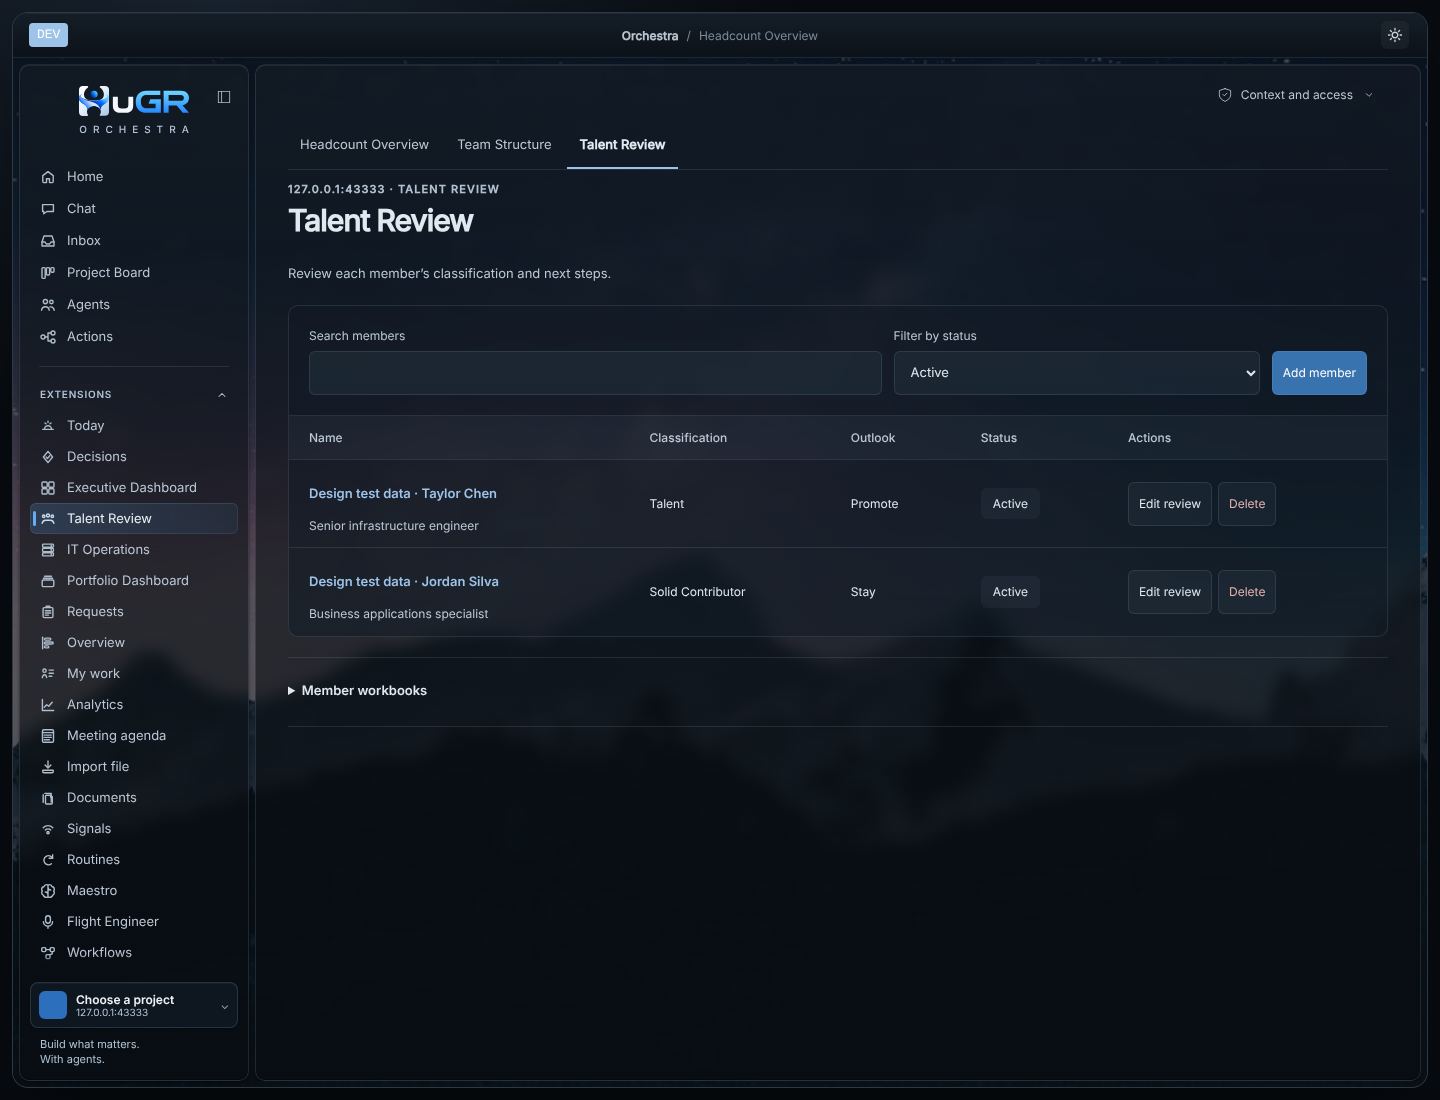 DEV
Orchestra / Headcount Overview
HuGR
ORCHESTRA
Context and access
Home
Chat
Inbox
Project Board
Agents
Actions
EXTENSIONS
Today
Decisions
Executive Dashboard
Talent Review
IT Operations
Portfolio Dashboard
Requests
Overview
My work
Analytics
Meeting agenda
Import file
Documents
Signals
Routines
Maestro
Flight Engineer
Workflows
Choose a project
127.0.0.1:43333
Build what matters.
With agents.
Headcount Overview Team Structure Talent Review
127.0.0.1:43333 · TALENT REVIEW
Talent Review
Review each member’s classification and next steps.
Search members Filter by status
Active Add member
Name Classification Outlook Status Actions
Design test data · Taylor Chen
Senior infrastructure engineer
Talent Promote Active Edit review Delete
Design test data · Jordan Silva
Business applications specialist
Solid Contributor Stay Active Edit review Delete
Member workbooks